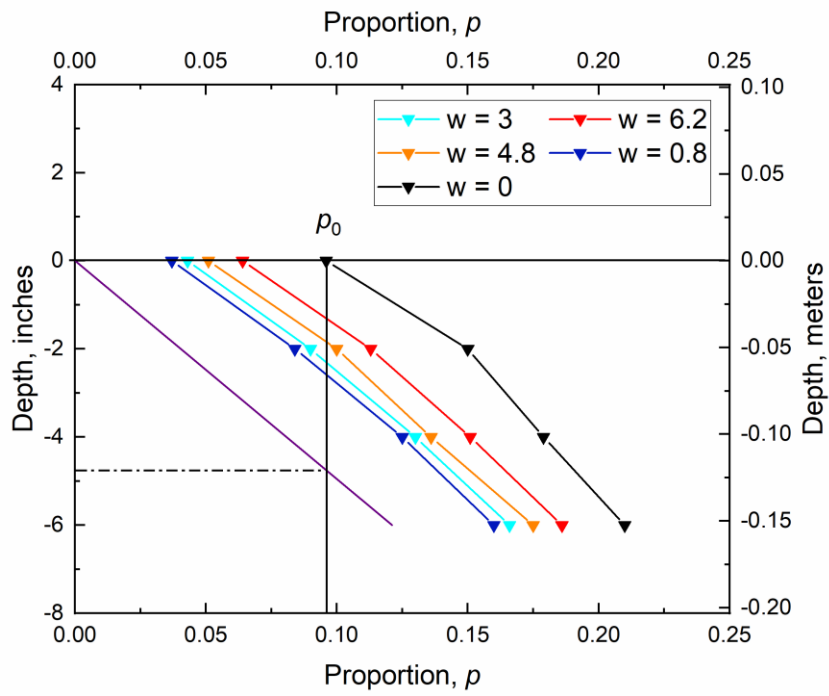 Proportion, p
0.00 0.05 0.10 0.15 0.20 0.25
4 0.10
w = 3 w = 6.2
w = 4.8 w = 0.8
w = 0
2 0.05
p0
0 0.00
Depth, inches Depth, meters
-2 -0.05
-4 -0.10
-6 -0.15
-8 -0.20
0.00 0.05 0.10 0.15 0.20 0.25
Proportion, p